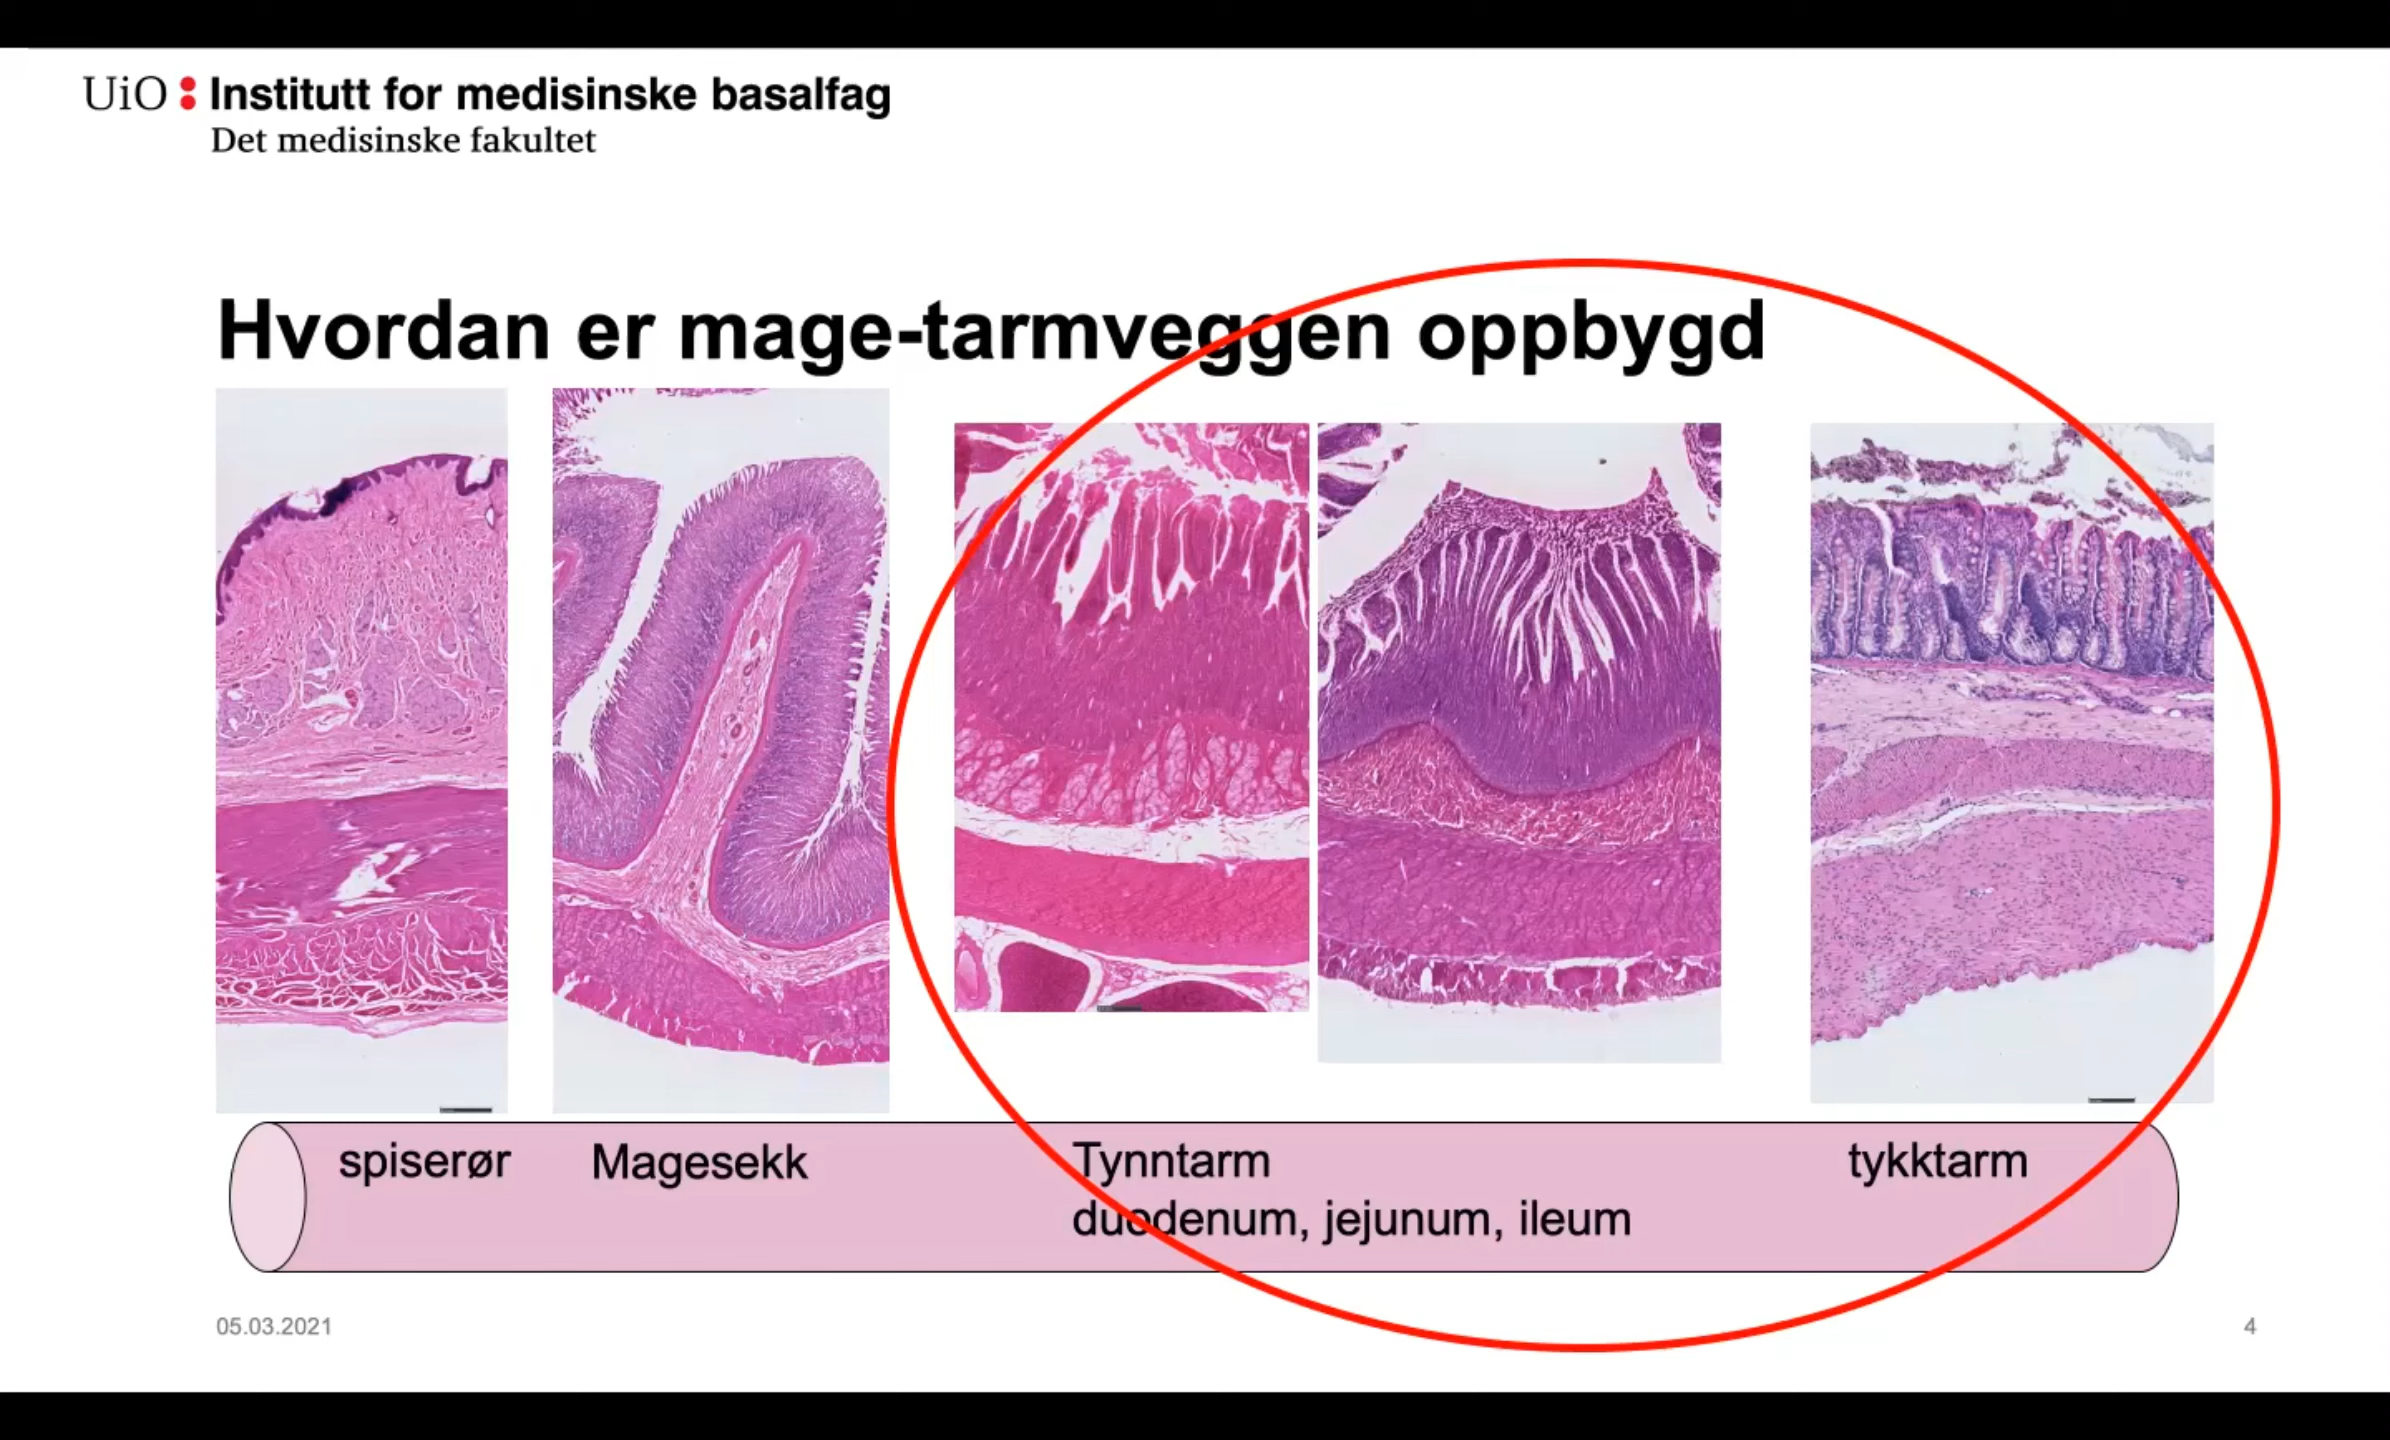 UiO : Institutt for medisinske basalfag
Det medisinske fakultet
Hvordan er mage-tarmveggen oppbygd
spiserør
Magesekk
Tynntarm
duodenum, jejunum, ileum
tykktarm
05.03.2021
4